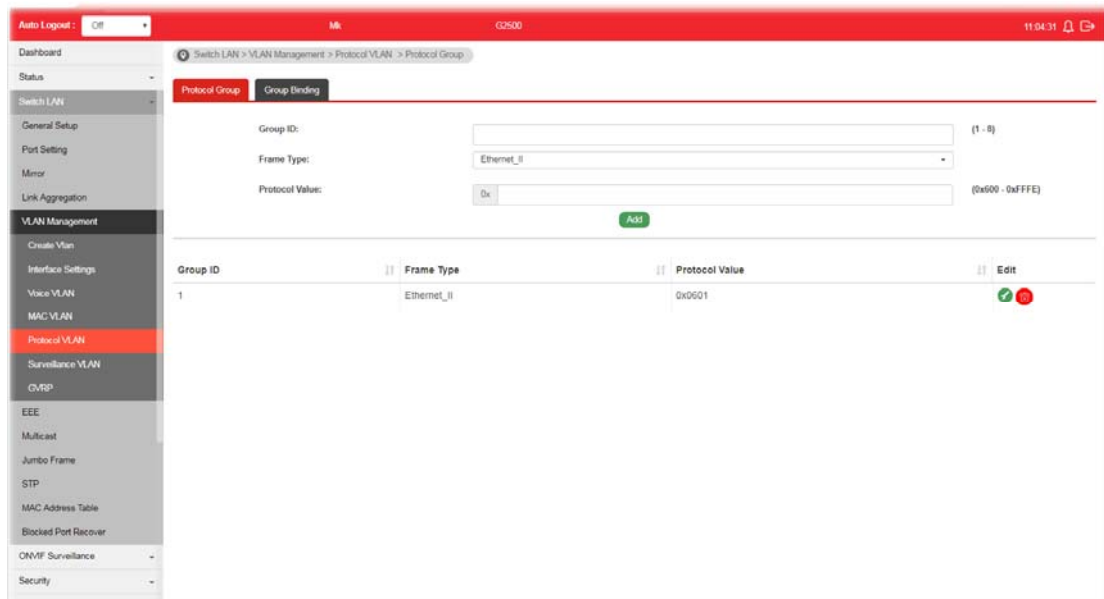 Auto Logout : Off Mk G2500 11:04:31
Dashboard
Status
Switch LAN
General Setup
Port Setting
Mirror
Link Aggregation
VLAN Management
Create Vlan
Interface Settings
Voice VLAN
MAC VLAN
Protocol VLAN
Surveillance VLAN
GVRP
EEE
Multicast
Jumbo Frame
STP
MAC Address Table
Blocked Port Recover
ONVIF Surveillance
Security
Switch LAN > VLAN Management > Protocol VLAN > Protocol Group
Protocol Group Group Binding
Group ID: (1 - 8)
Frame Type: Ethernet_II
Protocol Value: 0x (0x600 - 0xFFFE)
Add
Group ID Frame Type Protocol Value Edit
1 Ethernet_II 0x0601